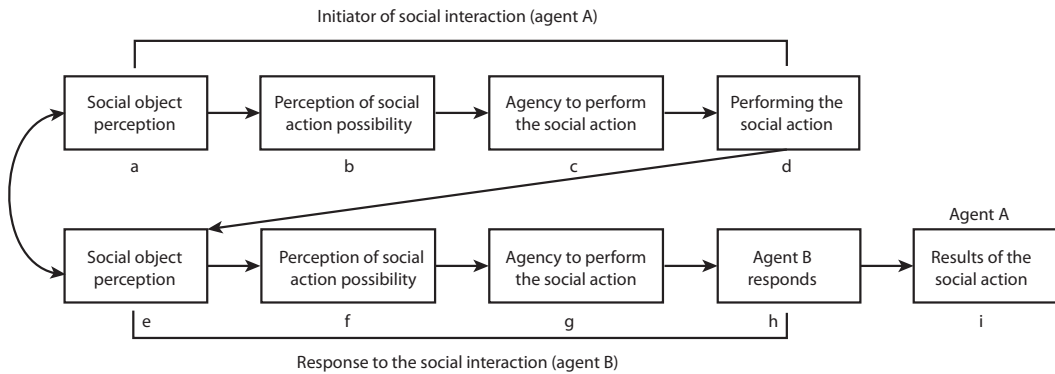 Initiator of social interaction (agent A)
Social object
perception
Perception of social
action possibility
Agency to perform
the social action
Performing the
social action
a
b
c
d
Agent A
Social object
perception
Perception of social
action possibility
Agency to perform
the social action
Agent B
responds
Results of the
social action
e
f
g
h
i
Response to the social interaction (agent B)